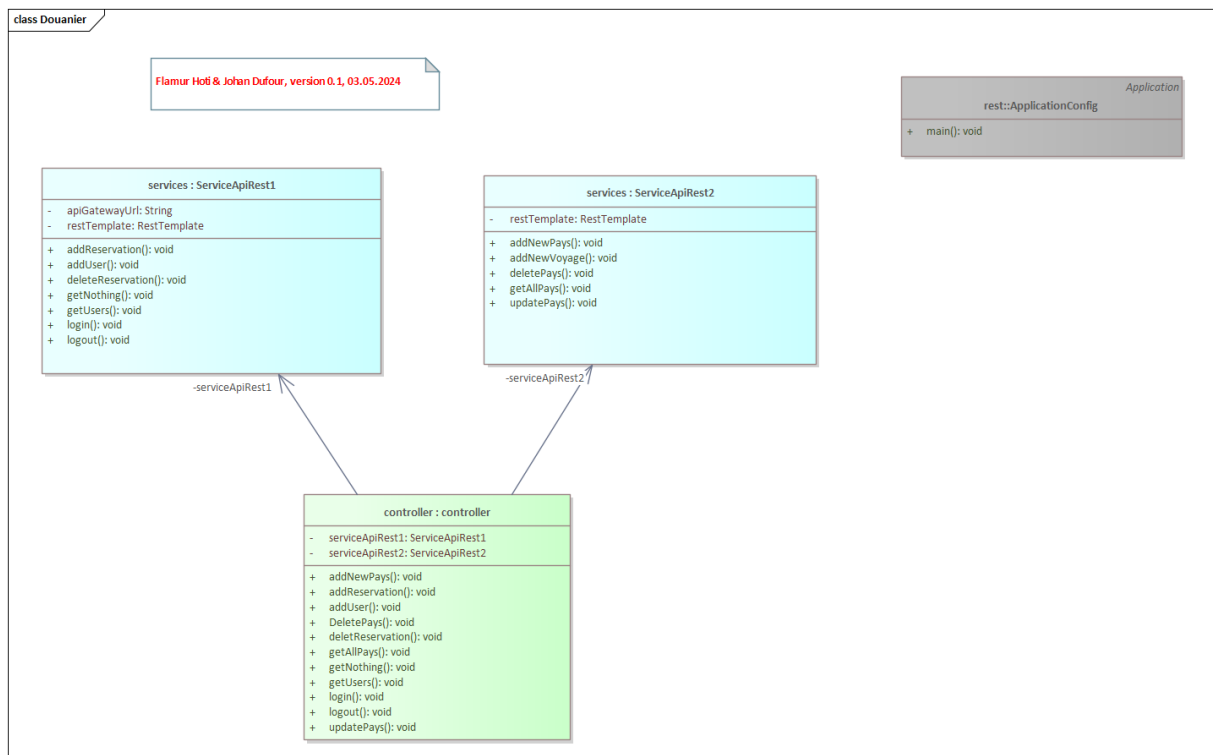 class Douanier
Flamur Hoti & Johan Dufour, version 0.1, 03.05.2024
Application
rest::ApplicationConfig
+ main(): void
services : ServiceApiRest1
- apiGatewayUrl: String
- restTemplate: RestTemplate
+ addReservation(): void
+ addUser(): void
+ deleteReservation(): void
+ getNothing(): void
+ getUsers(): void
+ login(): void
+ logout(): void
services : ServiceApiRest2
- restTemplate: RestTemplate
+ addNewPays(): void
+ addNewVoyage(): void
+ deletePays(): void
+ getAllPays(): void
+ updatePays(): void
-serviceApiRest1
-serviceApiRest2
controller : controller
- serviceApiRest1: ServiceApiRest1
- serviceApiRest2: ServiceApiRest2
+ addNewPays(): void
+ addReservation(): void
+ addUser(): void
+ DeletePays(): void
+ deletReservation(): void
+ getAllPays(): void
+ getNothing(): void
+ getUsers(): void
+ login(): void
+ logout(): void
+ updatePays(): void